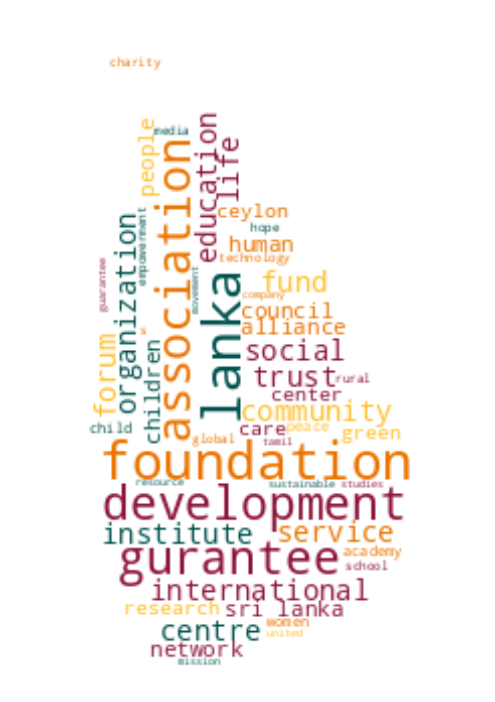 charity
media
people
association
education
life
ceylon
hope
human
technology
organization
empowerment
guarantee
movement
lanka
fund
company
council
alliance
forum
children
social
trust
rural
center
community
child
care
peace
green
global
tamil
foundation
resource
sustainable
studies
development
institute
service
gurantee
academy
school
international
research
sri lanka
women
centre
united
network
mission